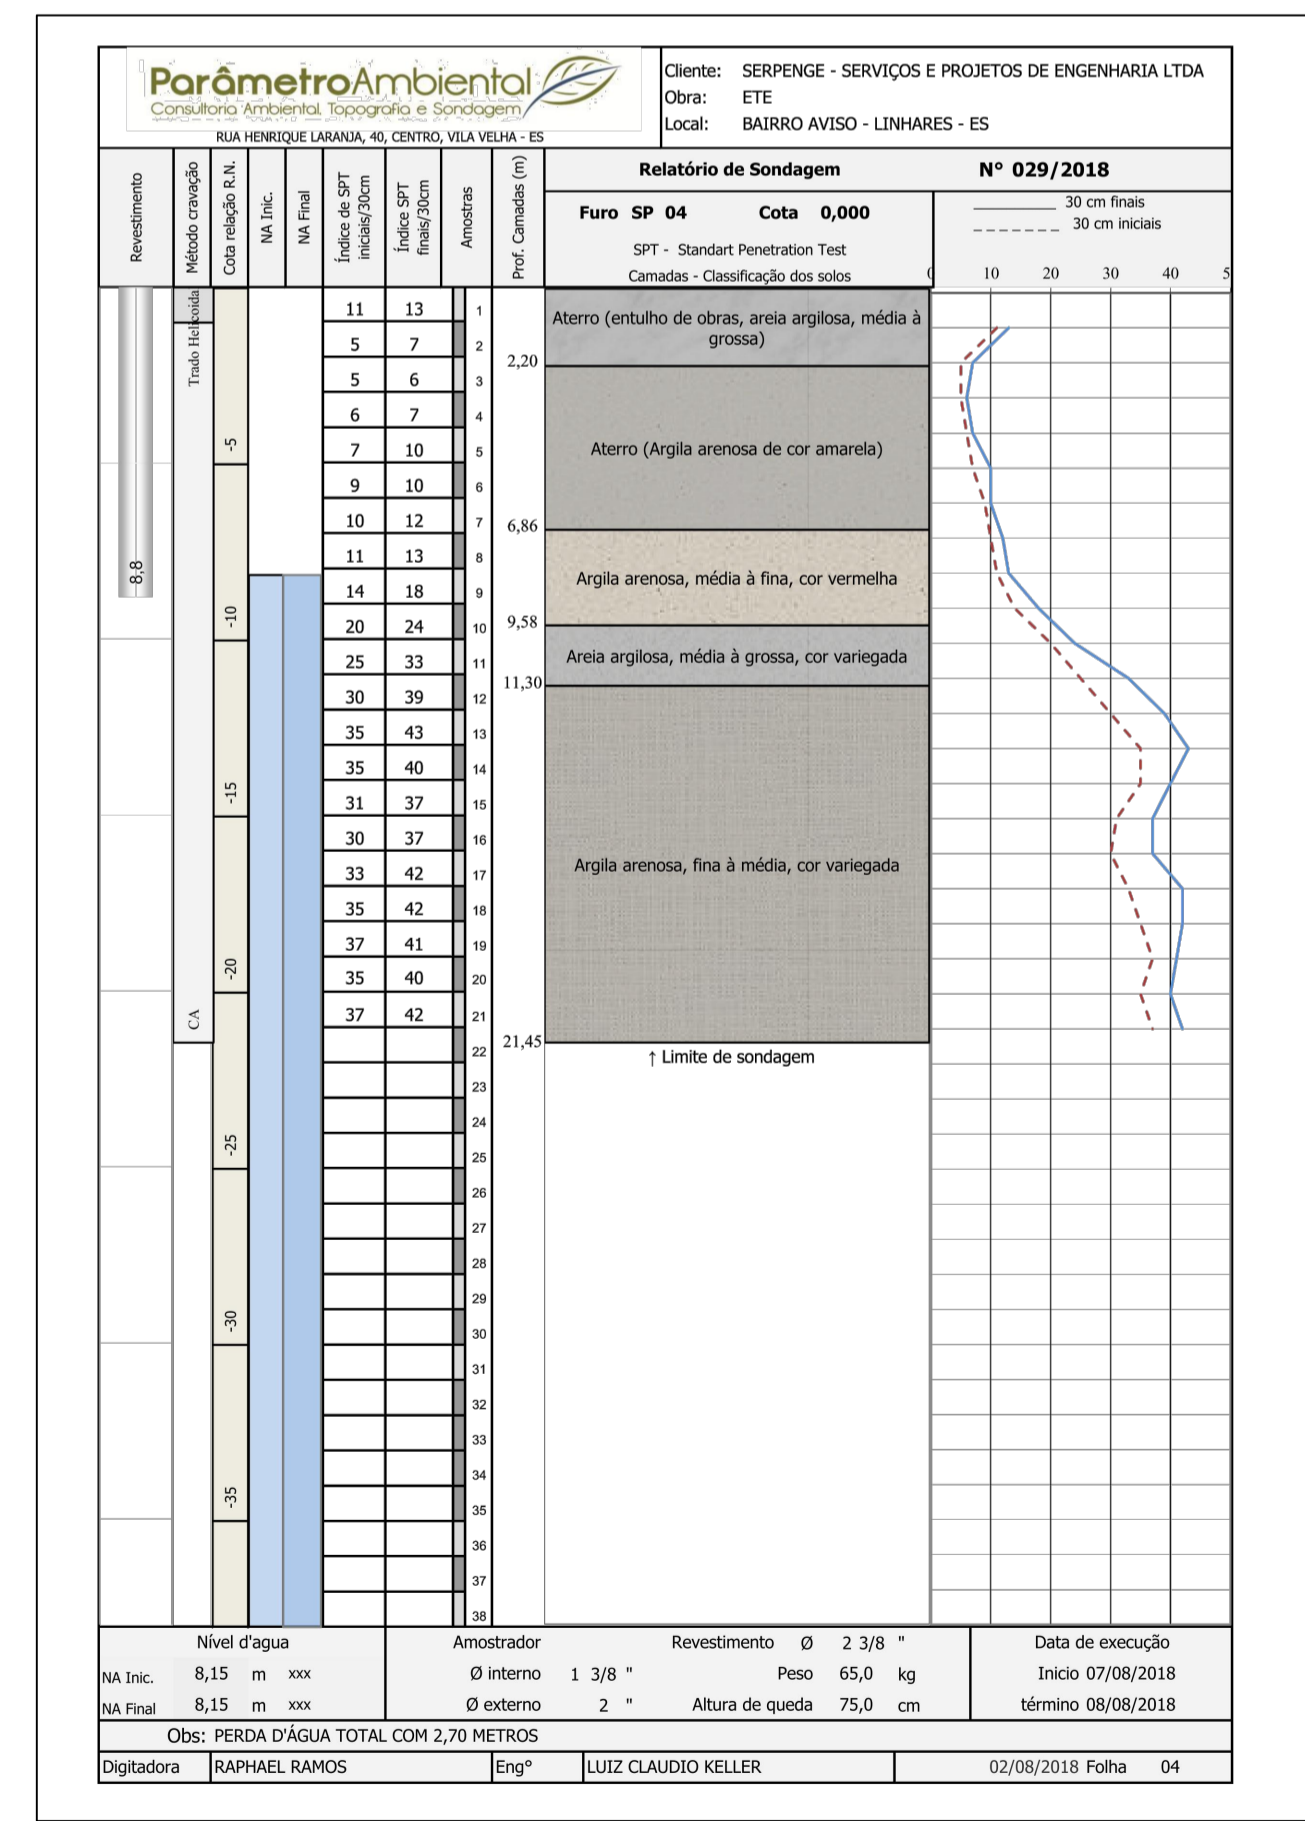 ParâmetroAmbiental
Consultoria Ambiental, Topografia e Sondagem
RUA HENRIQUE LARANJA, 40, CENTRO, VILA VELHA - ES
Cliente: SERPENGE - SERVIÇOS E PROJETOS DE ENGENHARIA LTDA
Obra: ETE
Local: BAIRRO AVISO - LINHARES - ES
Revestimento
Método cravação
Cota relação R.N.
NA Inic.
NA Final
Índice de SPT
iniciais/30cm
Índice SPT
finais/30cm
Amostras
Prof. Camadas (m)
Relatório de Sondagem N° 029/2018
Furo SP 04 Cota 0,000
SPT - Standart Penetration Test
Camadas - Classificação dos solos
30 cm finais
30 cm iniciais
0 10 20 30 40 5
8,8
Trado Helicoida
CA
-5
-10
-15
-20
-25
-30
-35
11 13 1
5 7 2
5 6 3
6 7 4
7 10 5
9 10 6
10 12 7
11 13 8
14 18 9
20 24 10
25 33 11
30 39 12
35 43 13
35 40 14
31 37 15
30 37 16
33 42 17
35 42 18
37 41 19
35 40 20
37 42 21
22
23
24
25
26
27
28
29
30
31
32
33
34
35
36
37
38
Aterro (entulho de obras, areia argilosa, média à
grossa)
2,20
Aterro (Argila arenosa de cor amarela)
6,86
Argila arenosa, média à fina, cor vermelha
9,58
Areia argilosa, média à grossa, cor variegada
11,30
Argila arenosa, fina à média, cor variegada
21,45
↑ Limite de sondagem
Nível d'agua
NA Inic. 8,15 m xxx
NA Final 8,15 m xxx
Amostrador Revestimento Ø 2 3/8 "
Ø interno 1 3/8 " Peso 65,0 kg
Ø externo 2 " Altura de queda 75,0 cm
Data de execução
Inicio 07/08/2018
término 08/08/2018
Obs: PERDA D'ÁGUA TOTAL COM 2,70 METROS
Digitadora RAPHAEL RAMOS Eng° LUIZ CLAUDIO KELLER 02/08/2018 Folha 04